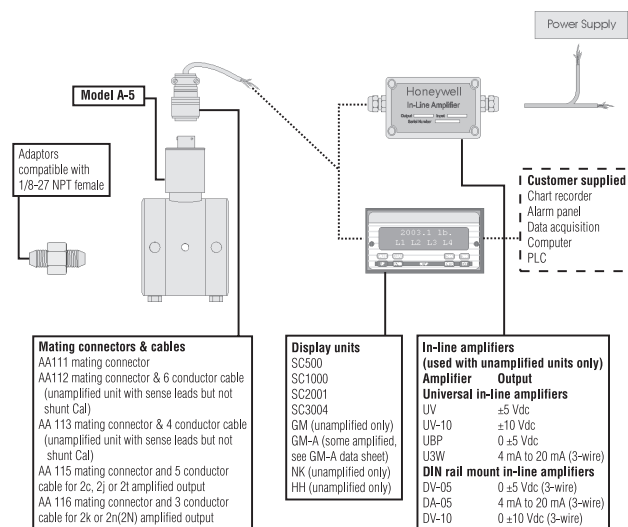 Power Supply
Model A-5
Honeywell
In-Line Amplifier
Output Input
Serial Number
Adaptors
compatible with
1/8-27 NPT female
2003.1 lb.
L1 L2 L3 L4
Customer supplied
Chart recorder
Alarm panel
Data acquisition
Computer
PLC
Mating connectors & cables
AA111 mating connector
AA112 mating connector & 6 conductor cable
(unamplified unit with sense leads but not
shunt Cal)
AA 113 mating connector & 4 conductor cable
(unamplified unit with sense leads but not
shunt Cal)
AA 115 mating connector and 5 conductor
cable for 2c, 2j or 2t amplified output
AA 116 mating connector and 3 conductor
cable for 2k or 2n(2N) amplified output
Display units
SC500
SC1000
SC2001
SC3004
GM (unamplified only)
GM-A (some amplified,
see GM-A data sheet)
NK (unamplified only)
HH (unamplified only)
In-line amplifiers
(used with unamplified units only)
Amplifier Output
Universal in-line amplifiers
UV ±5 Vdc
UV-10 ±10 Vdc
UBP 0 ±5 Vdc
U3W 4 mA to 20 mA (3-wire)
DIN rail mount in-line amplifiers
DV-05 0 ±5 Vdc (3-wire)
DA-05 4 mA to 20 mA (3-wire)
DV-10 0 ±10 Vdc (3-wire)